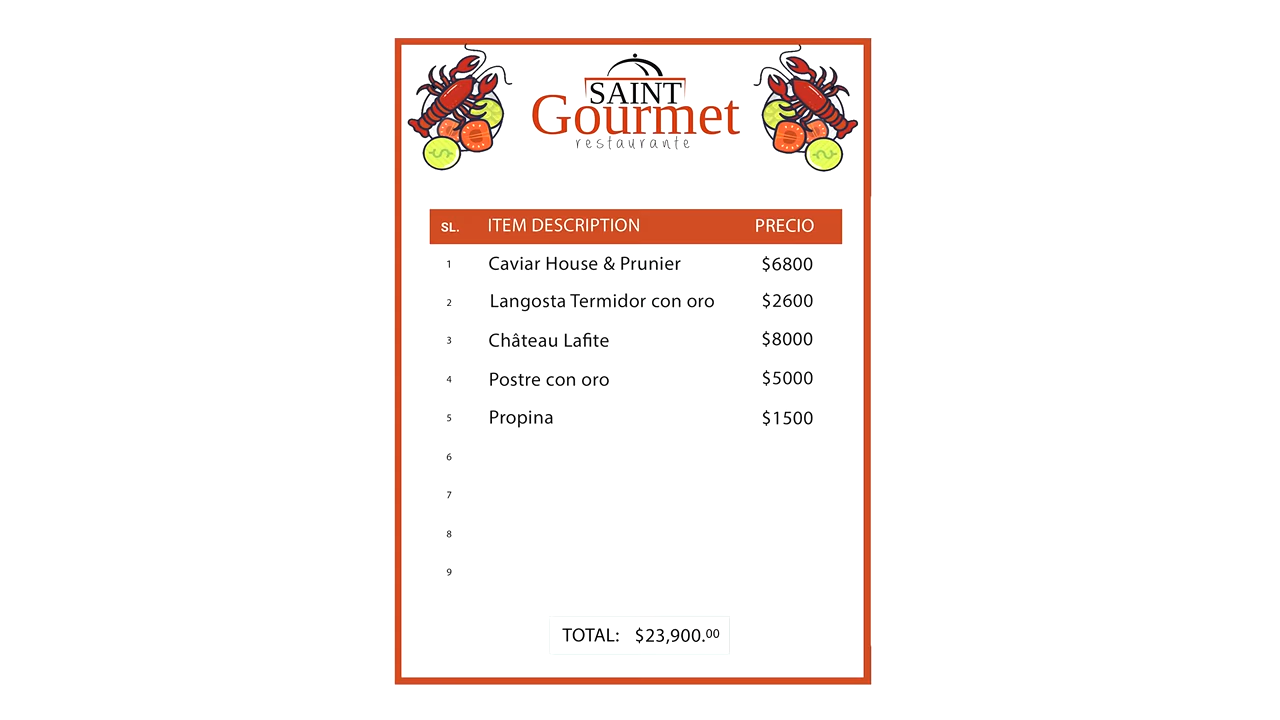 SAINT
Gourmet
restaurante
SL. ITEM DESCRIPTION PRECIO
1 Caviar House & Prunier $6800
2 Langosta Termidor con oro $2600
3 Château Lafite $8000
4 Postre con oro $5000
5 Propina $1500
6
7
8
9
TOTAL: $23,900.00